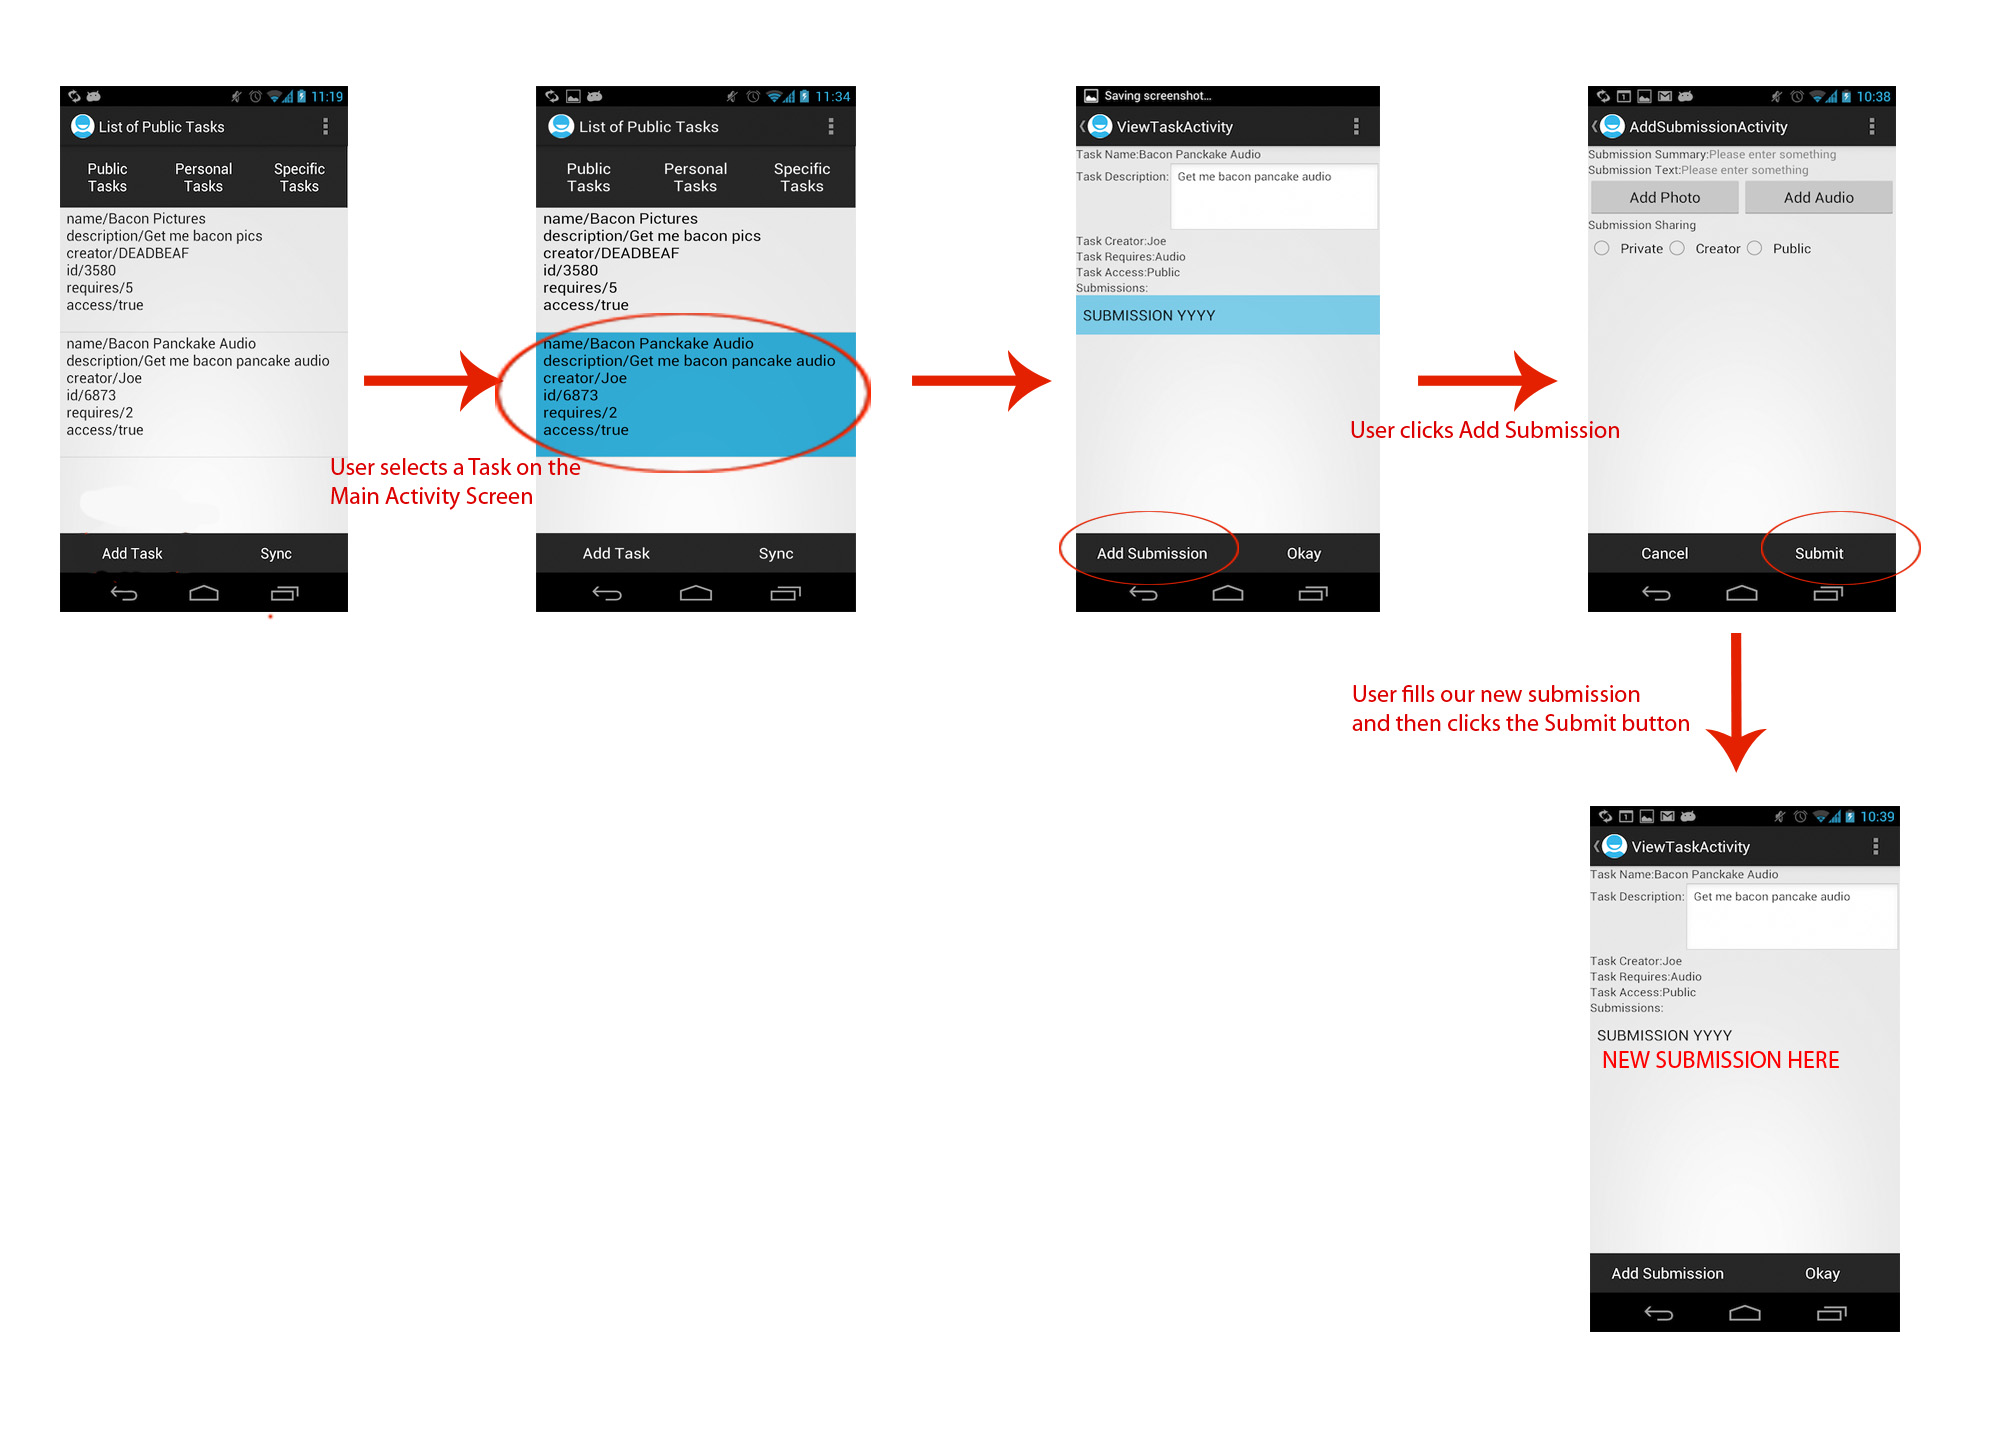 11:19
List of Public Tasks
Public Tasks
Personal Tasks
Specific Tasks
name/Bacon Pictures
description/Get me bacon pics
creator/DEADBEAF
id/3580
requires/5
access/true
name/Bacon Panckake Audio
description/Get me bacon pancake audio
creator/Joe
id/6873
requires/2
access/true
Add Task
Sync
User selects a Task on the
Main Activity Screen
11:34
List of Public Tasks
Public Tasks
Personal Tasks
Specific Tasks
name/Bacon Pictures
description/Get me bacon pics
creator/DEADBEAF
id/3580
requires/5
access/true
name/Bacon Panckake Audio
description/Get me bacon pancake audio
creator/Joe
id/6873
requires/2
access/true
Add Task
Sync
Saving screenshot...
ViewTaskActivity
Task Name:Bacon Panckake Audio
Task Description: Get me bacon pancake audio
Task Creator:Joe
Task Requires:Audio
Task Access:Public
Submissions:
SUBMISSION YYYY
Add Submission
Okay
User clicks Add Submission
1
10:38
AddSubmissionActivity
Submission Summary:Please enter something
Submission Text:Please enter something
Add Photo
Add Audio
Submission Sharing
Private
Creator
Public
Cancel
Submit
User fills our new submission
and then clicks the Submit button
1
10:39
ViewTaskActivity
Task Name:Bacon Panckake Audio
Task Description: Get me bacon pancake audio
Task Creator:Joe
Task Requires:Audio
Task Access:Public
Submissions:
SUBMISSION YYYY
NEW SUBMISSION HERE
Add Submission
Okay